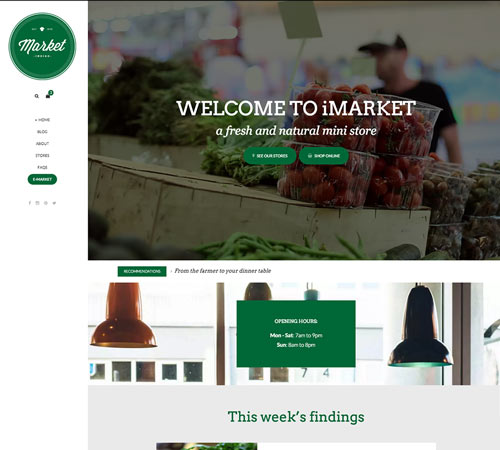 Market
2
HOME
BLOG
ABOUT
STORES
FAQS
E-MARKET
WELCOME TO iMARKET
a fresh and natural mini store
SEE OUR STORES
SHOP ONLINE
RECOMMENDATIONS
From the farmer to your dinner table
OPENING HOURS:
Mon - Sat: 7am to 9pm
Sun: 8am to 8pm
This week's findings